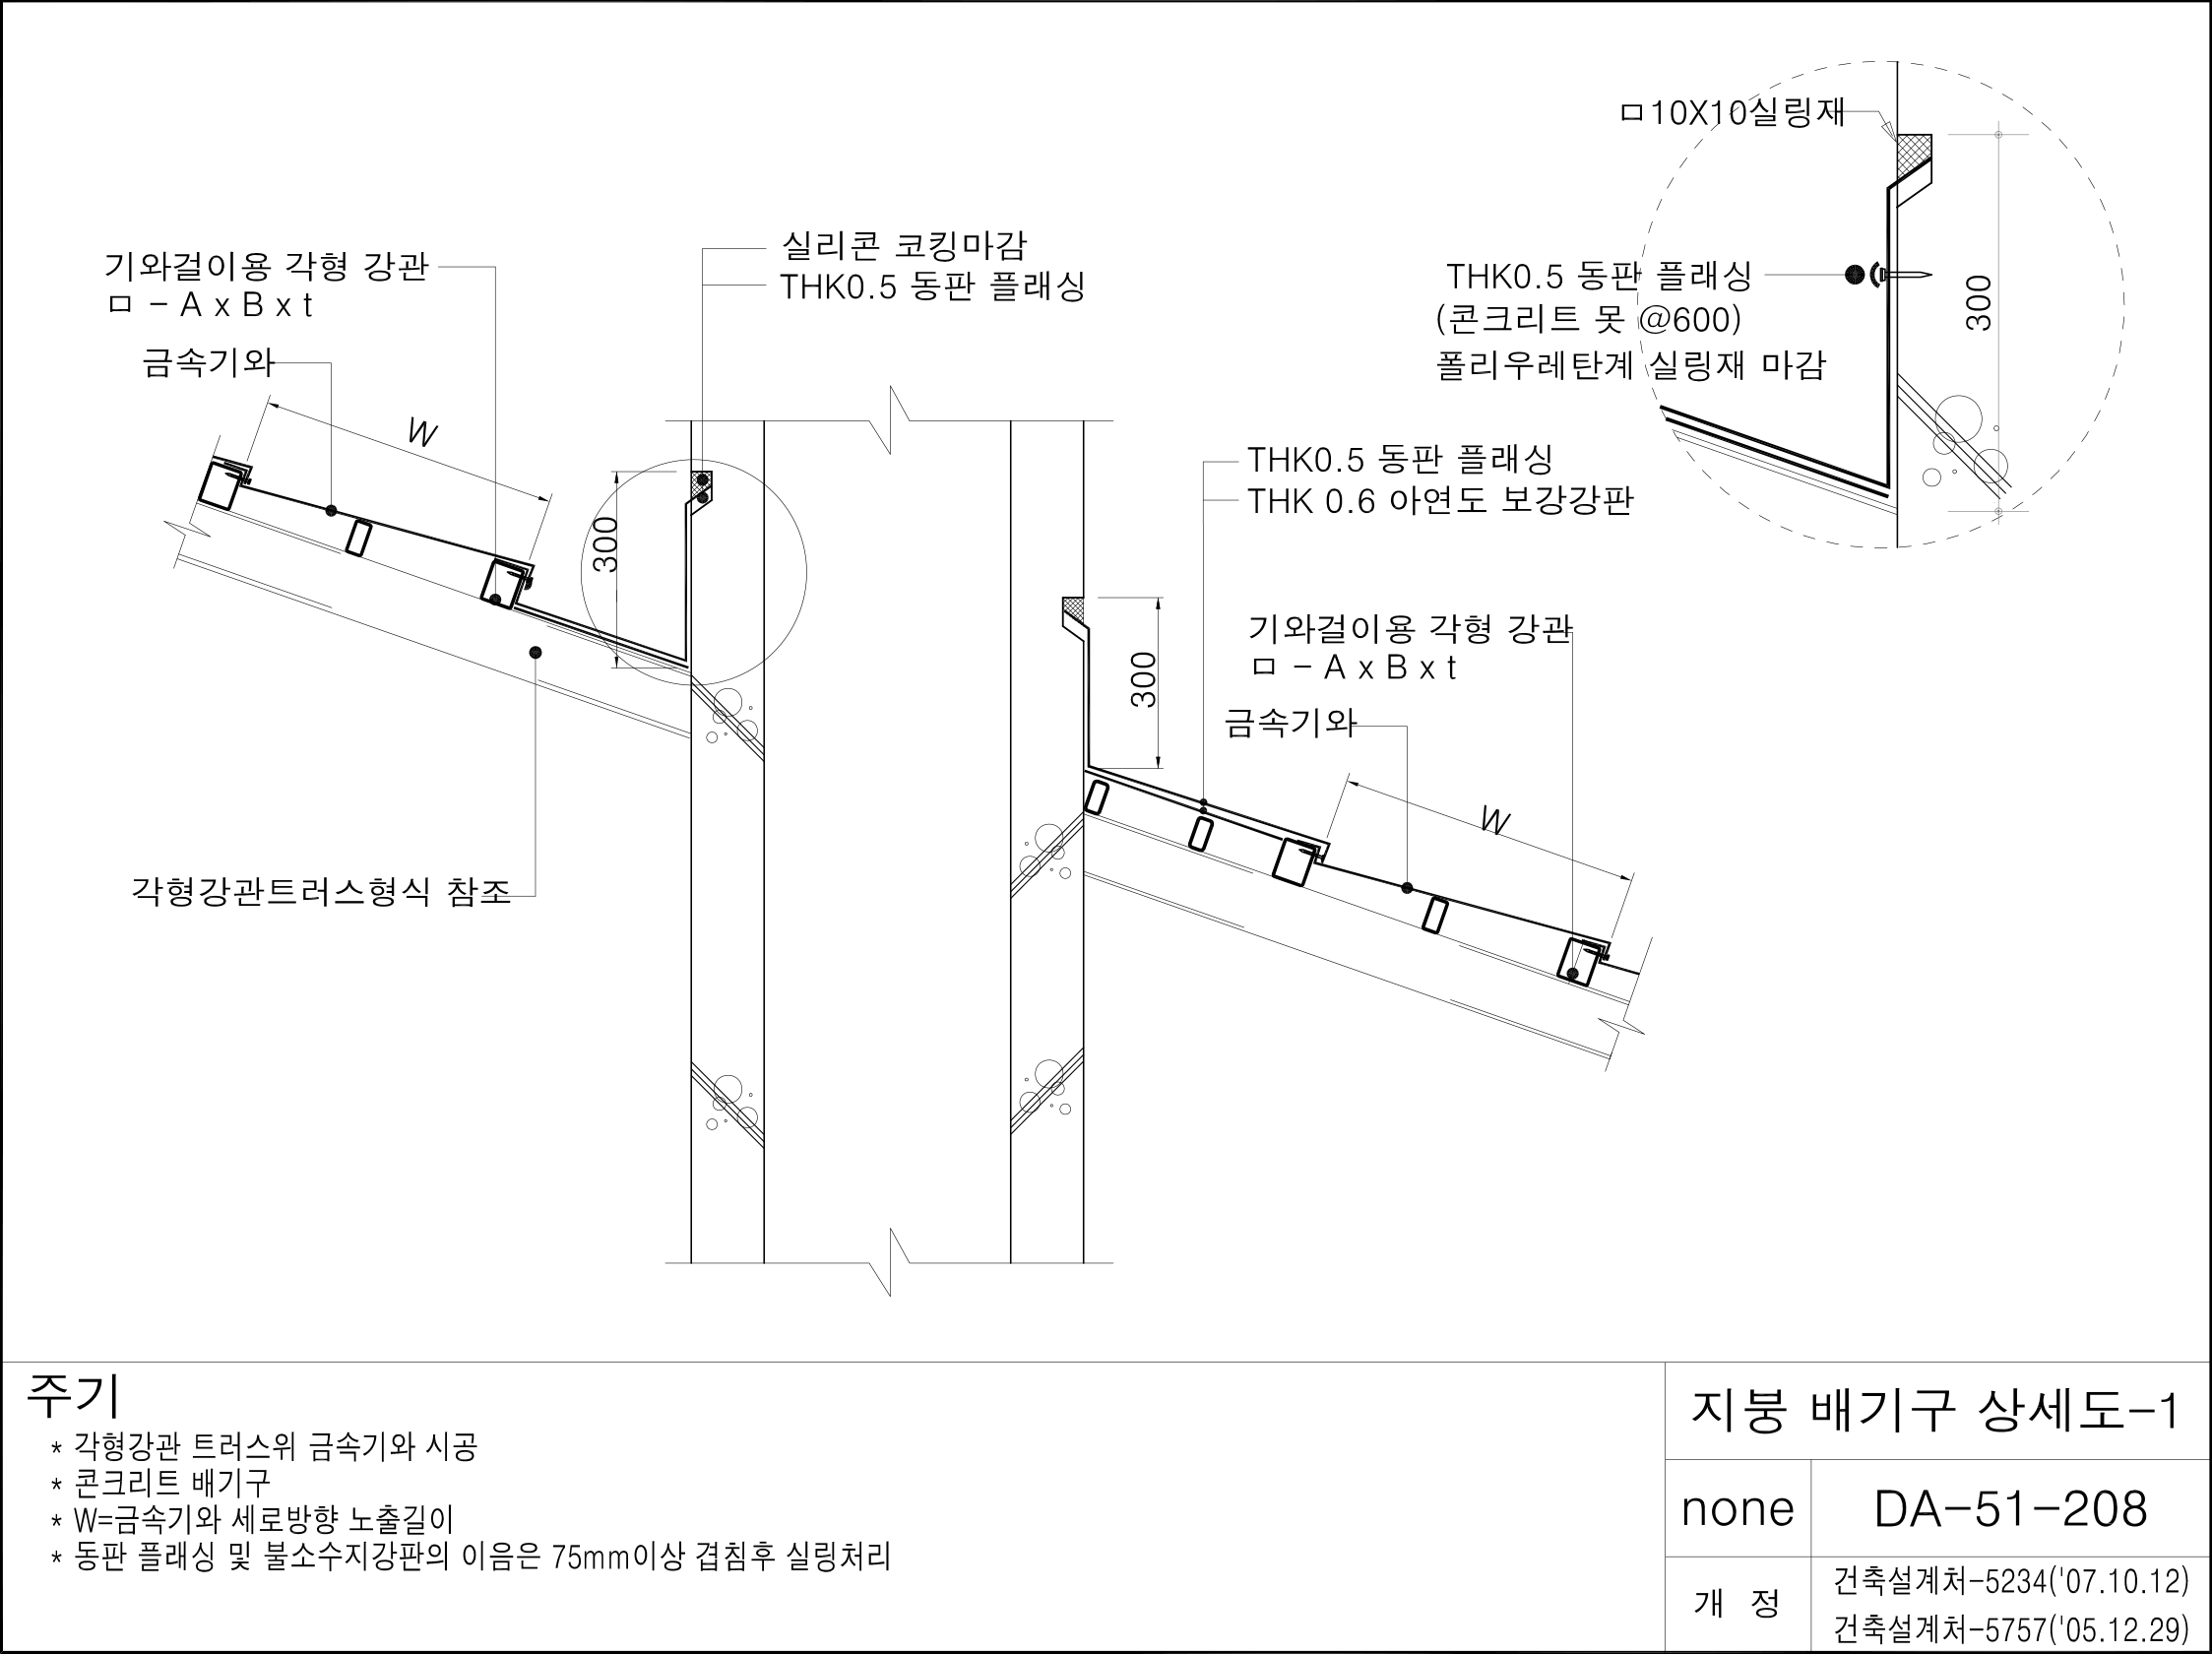 ㅁ10X10실링재
실리콘 코킹마감
THK0.5 동판 플래싱
기와걸이용 각형 강관
ㅁ - A x B x t
금속기와
W
300
THK0.5 동판 플래싱
(콘크리트 못 @600)
폴리우레탄계 실링재 마감
300
THK0.5 동판 플래싱
THK 0.6 아연도 보강강판
기와걸이용 각형 강관
ㅁ - A x B x t
300
금속기와
W
각형강관트러스형식 참조
주기
* 각형강관 트러스위 금속기와 시공
* 콘크리트 배기구
* W=금속기와 세로방향 노출길이
* 동판 플래싱 및 불소수지강판의 이음은 75mm이상 겹침후 실링처리
지붕 배기구 상세도-1
none
DA-51-208
개 정
건축설계처-5234('07.10.12)
건축설계처-5757('05.12.29)